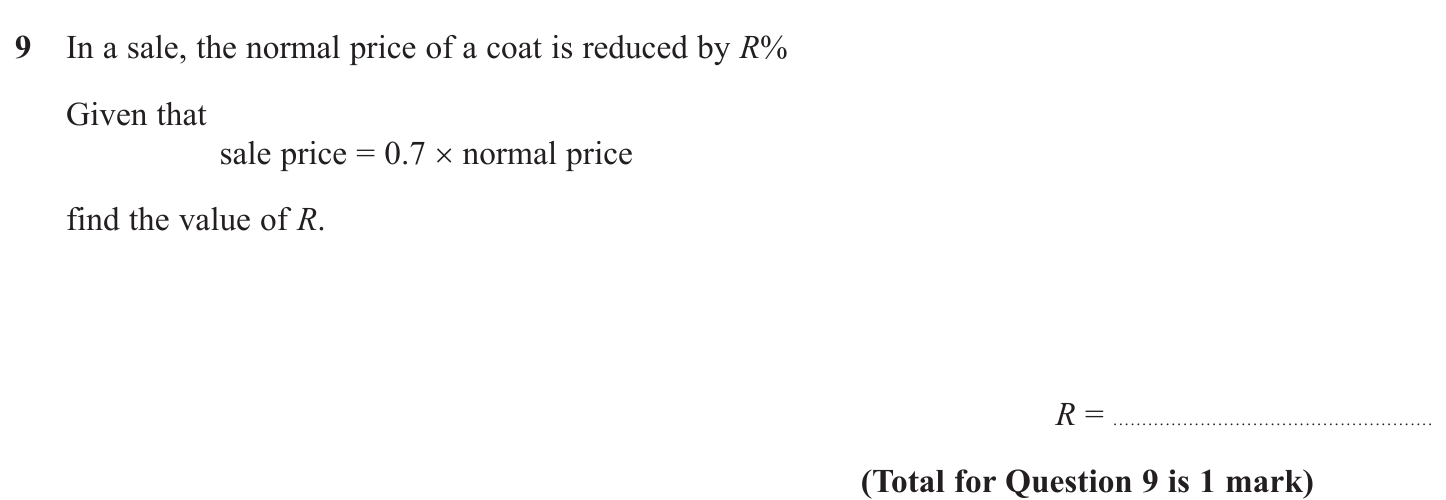 9 In a sale, the normal price of a coat is reduced by R%
Given that
sale price = 0.7 × normal price
find the value of R.
R = ........................................................
(Total for Question 9 is 1 mark)